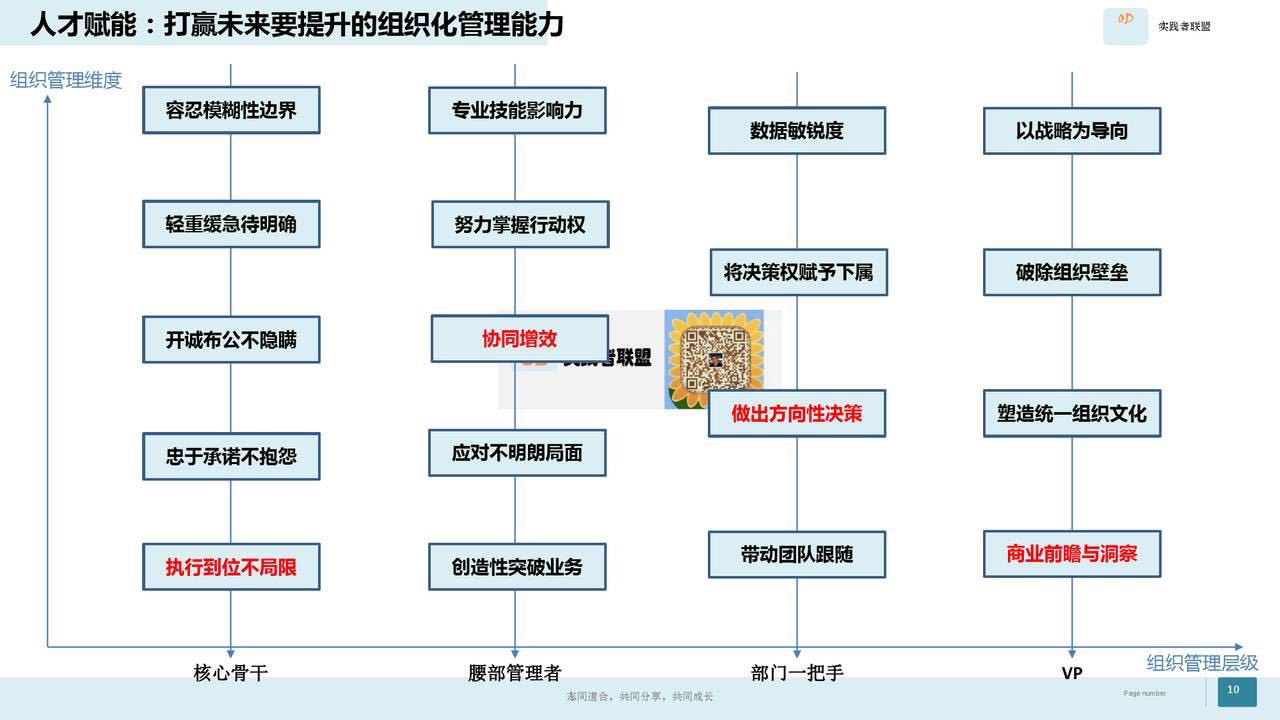 人才赋能：打赢未来要提升的组织化管理能力
OD
实践者联盟
组织管理维度
容忍模糊性边界
轻重缓急待明确
开诚布公不隐瞒
忠于承诺不抱怨
执行到位不局限
核心骨干
专业技能影响力
努力掌握行动权
协同增效
实践者联盟
应对不明朗局面
创造性突破业务
腰部管理者
数据敏锐度
将决策权赋予下属
做出方向性决策
带动团队跟随
部门一把手
以战略为导向
破除组织壁垒
塑造统一组织文化
商业前瞻与洞察
VP
组织管理层级
志同道合，共同分享，共同成长
Page number
10